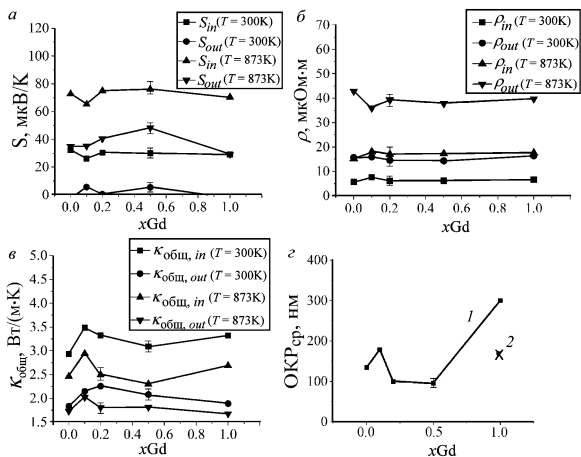 а
S_in (T = 300K)
S_out (T = 300K)
S_in (T = 873K)
S_out (T = 873K)
S, мкВ/К
120
100
80
60
40
20
0
0.0 0.2 0.4 0.6 0.8 1.0
xGd
б
ρ_in (T = 300K)
ρ_out (T = 300K)
ρ_in (T = 873K)
ρ_out (T = 873K)
ρ, мкОм·м
70
60
50
40
30
20
10
0
0.0 0.2 0.4 0.6 0.8 1.0
xGd
в
κ_общ, in (T = 300K)
κ_общ, out (T = 300K)
κ_общ, in (T = 873K)
κ_общ, out (T = 873K)
κ_общ, Вт/(м·К)
5.0
4.5
4.0
3.5
3.0
2.5
2.0
1.5
0.0 0.2 0.4 0.6 0.8 1.0
xGd
г
1
2
ОКР_ср, нм
400
300
200
100
0
0.0 0.5 1.0
xGd